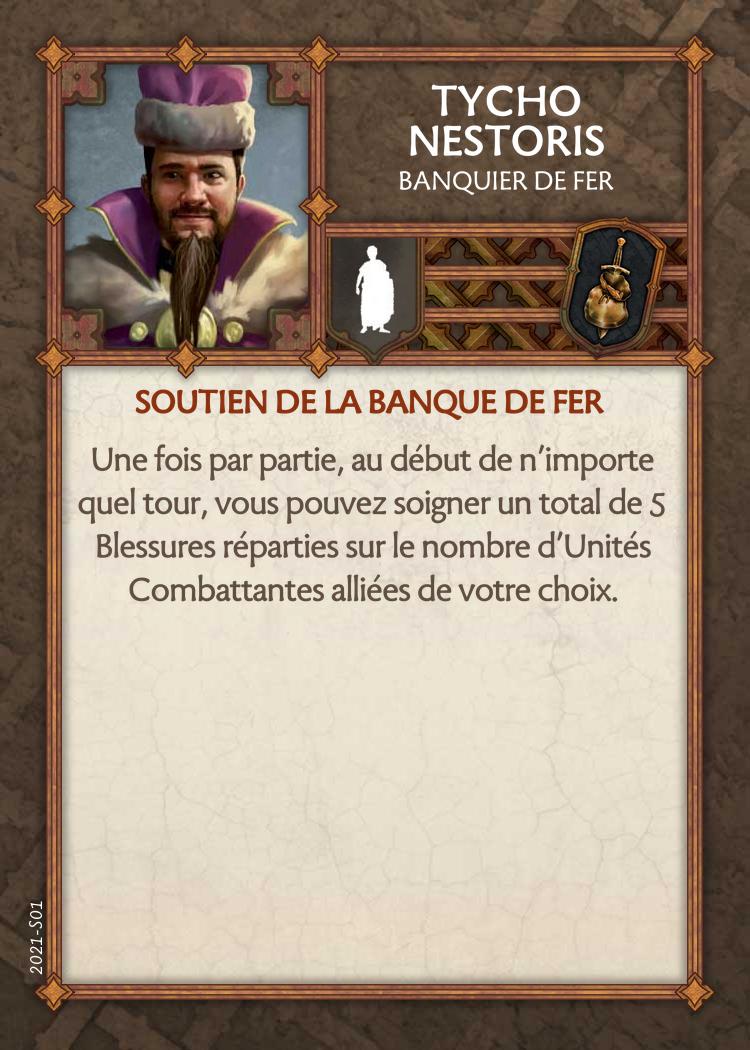 TYCHO
NESTORIS
BANQUIER DE FER
SOUTIEN DE LA BANQUE DE FER
Une fois par partie, au début de n’importe
quel tour, vous pouvez soigner un total de 5
Blessures réparties sur le nombre d’Unités
Combattantes alliées de votre choix.
2021-S01